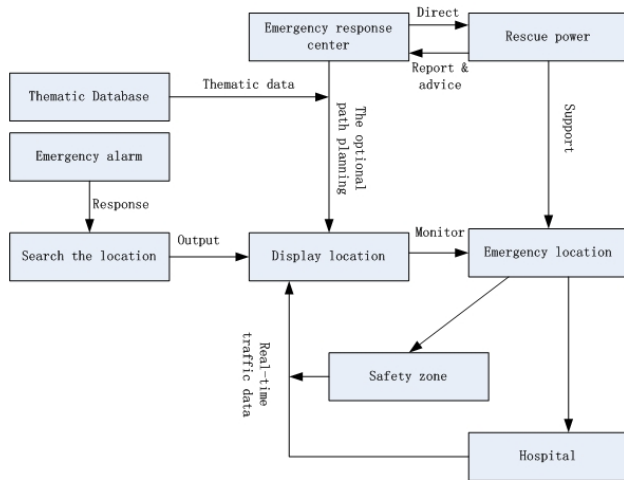 Emergency response
center
Direct
Rescue power
Report &
advice
Thematic Database
Thematic data
The optional
path planning
Support
Emergency alarm
Response
Search the location
Output
Display location
Monitor
Emergency location
Real-time
traffic data
Safety zone
Hospital